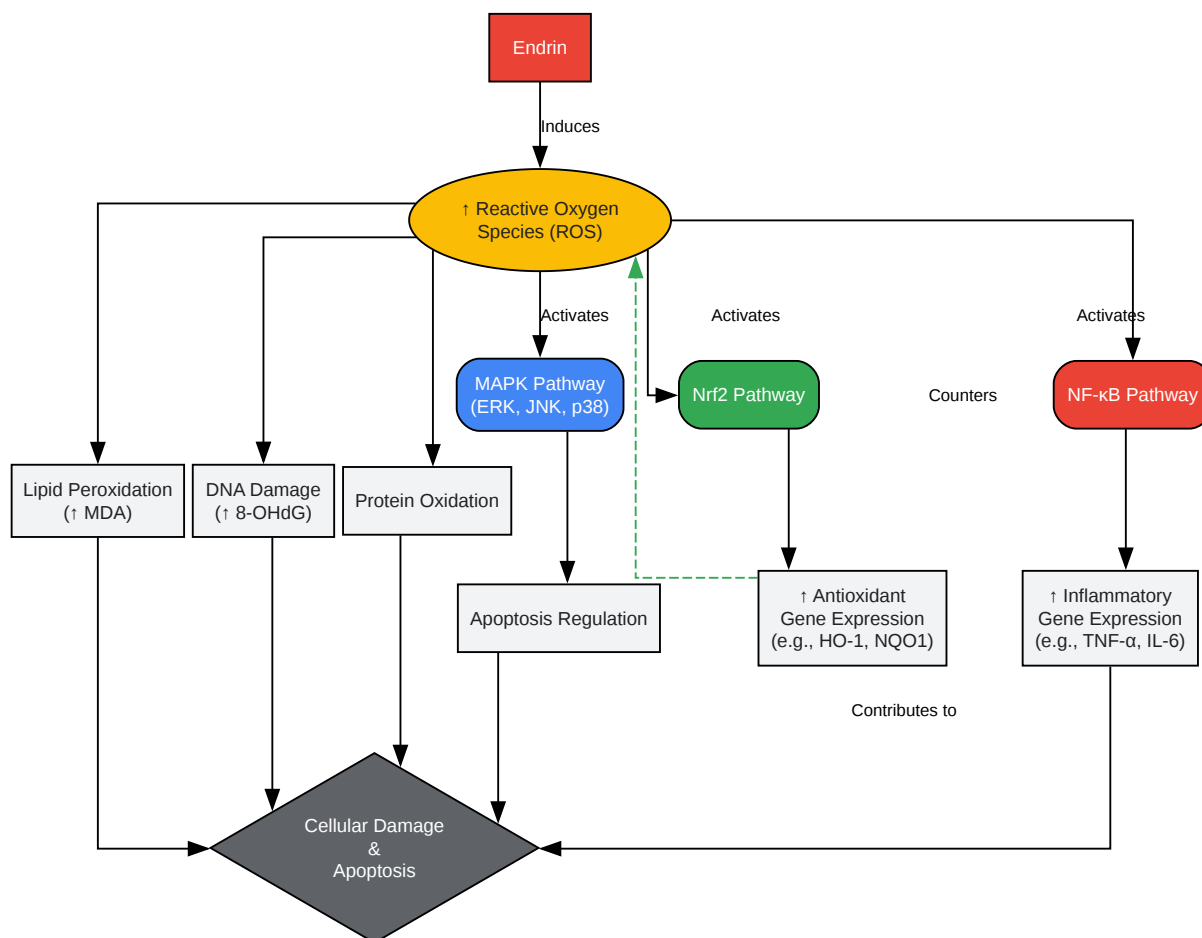 Endrin
Induces
↑ Reactive Oxygen
Species (ROS)
Activates
Activates
Activates
MAPK Pathway
(ERK, JNK, p38)
Nrf2 Pathway
Counters
NF-κB Pathway
Lipid Peroxidation
(↑ MDA)
DNA Damage
(↑ 8-OHdG)
Protein Oxidation
Apoptosis Regulation
↑ Antioxidant
Gene Expression
(e.g., HO-1, NQO1)
↑ Inflammatory
Gene Expression
(e.g., TNF-α, IL-6)
Contributes to
Cellular Damage
&
Apoptosis